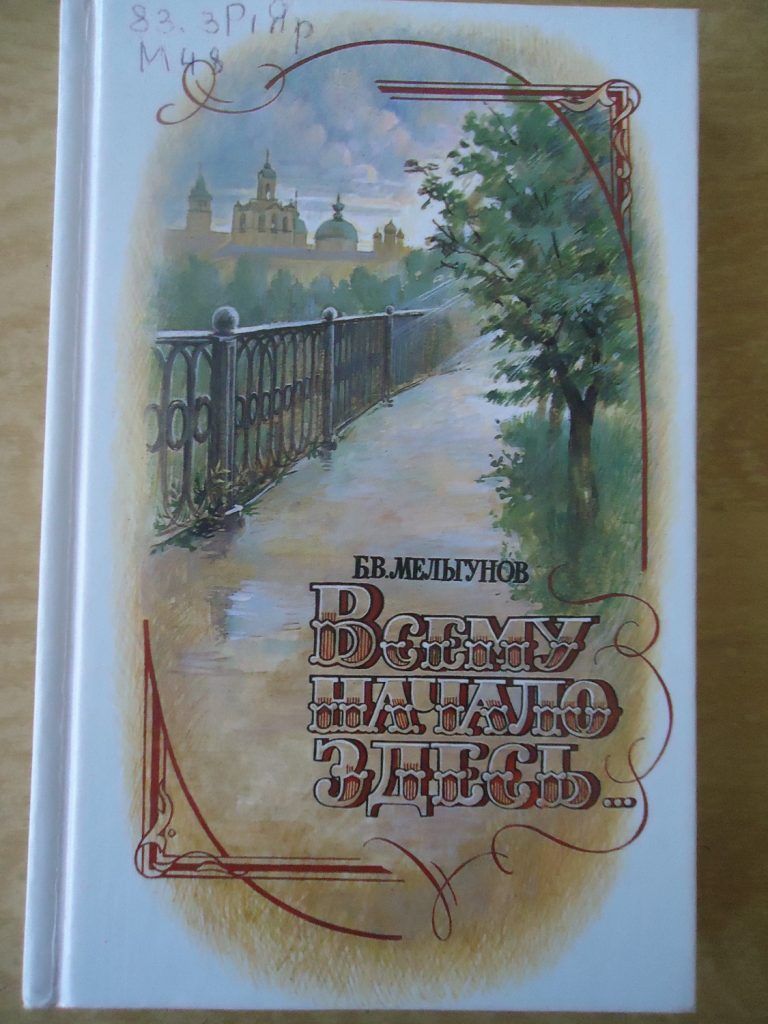 83. 3Р1Яр
М48
Б.В.МЕЛЬГУНОВ
ВСЕМУ
НАЧАЛО
ЗДЕСЬ...